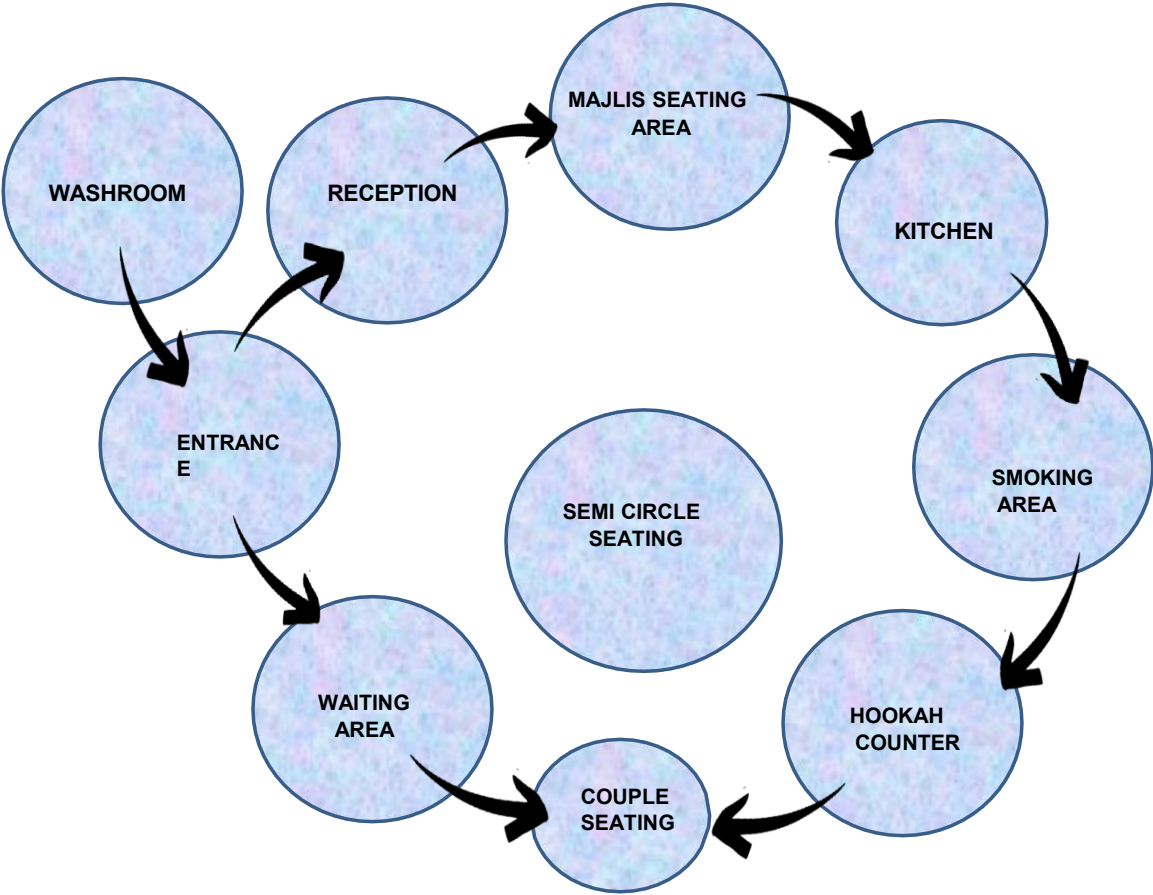 MAJLIS SEATING
AREA
WASHROOM
RECEPTION
KITCHEN
ENTRANC
E
SMOKING
AREA
SEMI CIRCLE
SEATING
WAITING
AREA
HOOKAH
COUNTER
COUPLE
SEATING